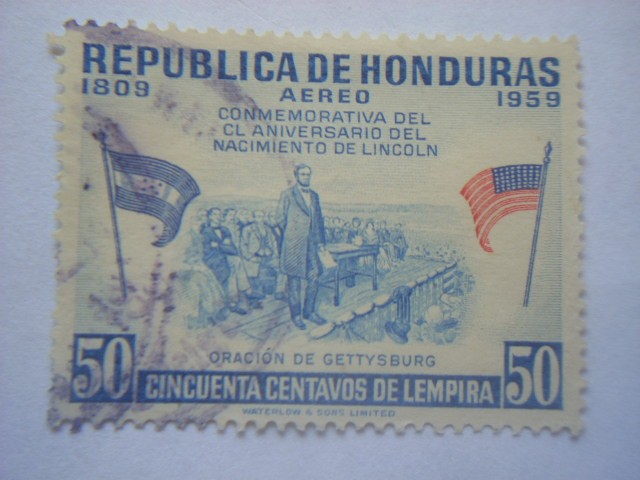 REPUBLICA DE HONDURAS
1809 AEREO 1959
CONMEMORATIVA DEL
CL ANIVERSARIO DEL
NACIMIENTO DE LINCOLN
ORACIÓN DE GETTYSBURG
50 CINCUENTA CENTAVOS DE LEMPIRA 50
WATERLOW & SONS LIMITED